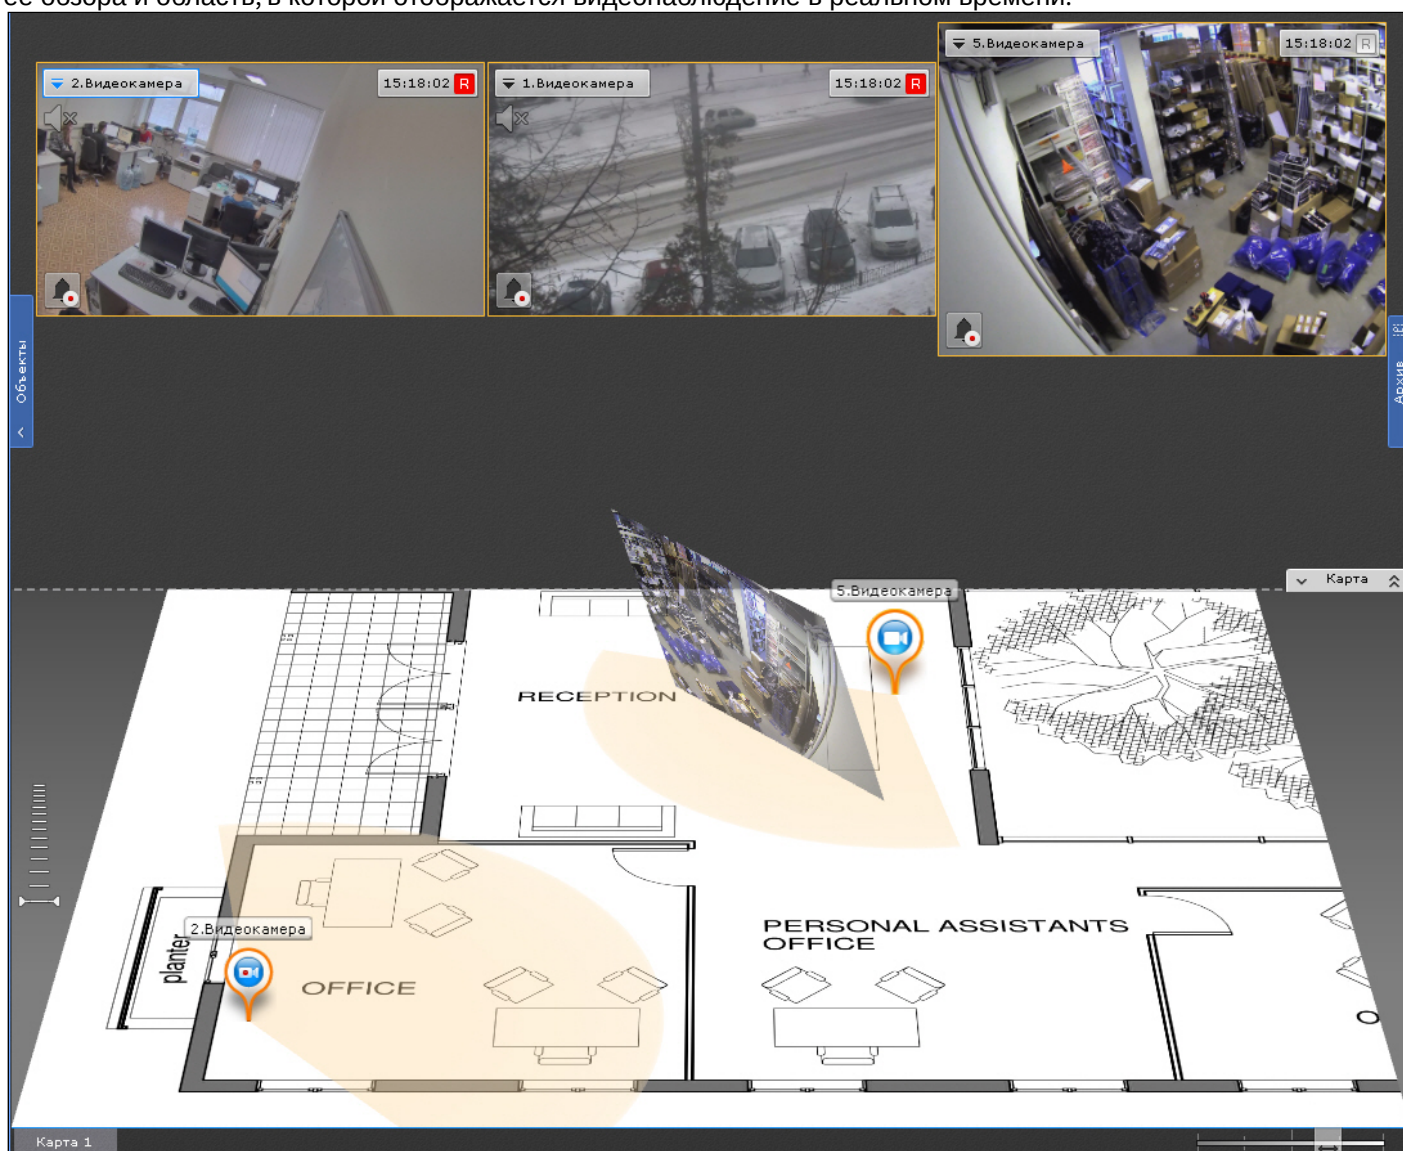 ее обзора и область, в которой отображается видеонаблюдение в реальном времени.
5.Видеокамера 15:18:02 R
2.Видеокамера 15:18:02 R
1.Видеокамера 15:18:02 R
Объекты
Архив
Карта
5.Видеокамера
RECEPTION
2.Видеокамера
planter
OFFICE
PERSONAL ASSISTANTS
OFFICE
O
Карта 1